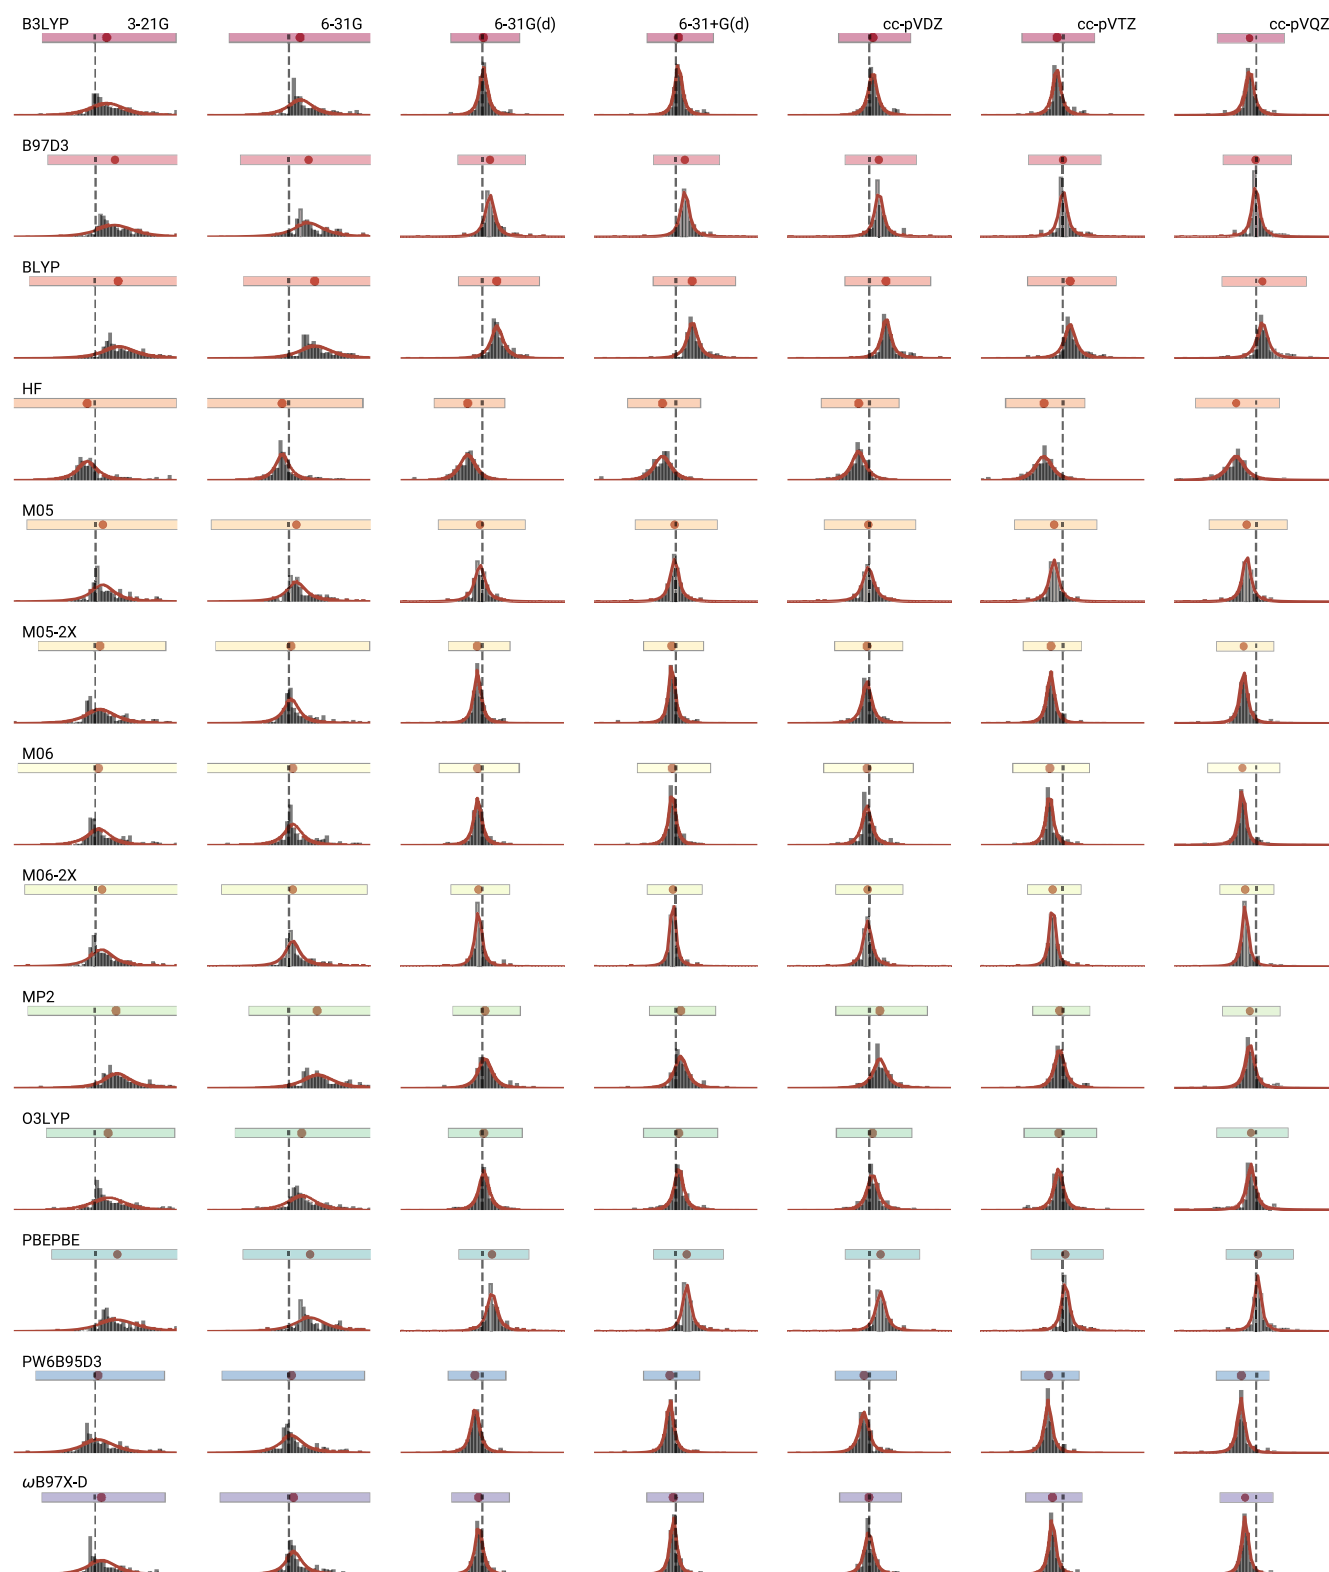 B3LYP 3-21G 6-31G 6-31G(d) 6-31+G(d) cc-pVDZ cc-pVTZ cc-pVQZ
B97D3
BLYP
HF
M05
M05-2X
M06
M06-2X
MP2
O3LYP
PBEPBE
PW6B95D3
ωB97X-D